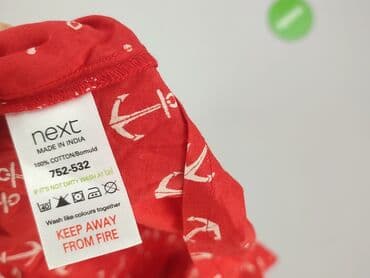 next
MADE IN INDIA
100% COTTON/Bomuld
752-532
IF IT'S NOT DIRTY WASH AT 30
Wash like colours together
KEEP AWAY
FROM FIRE